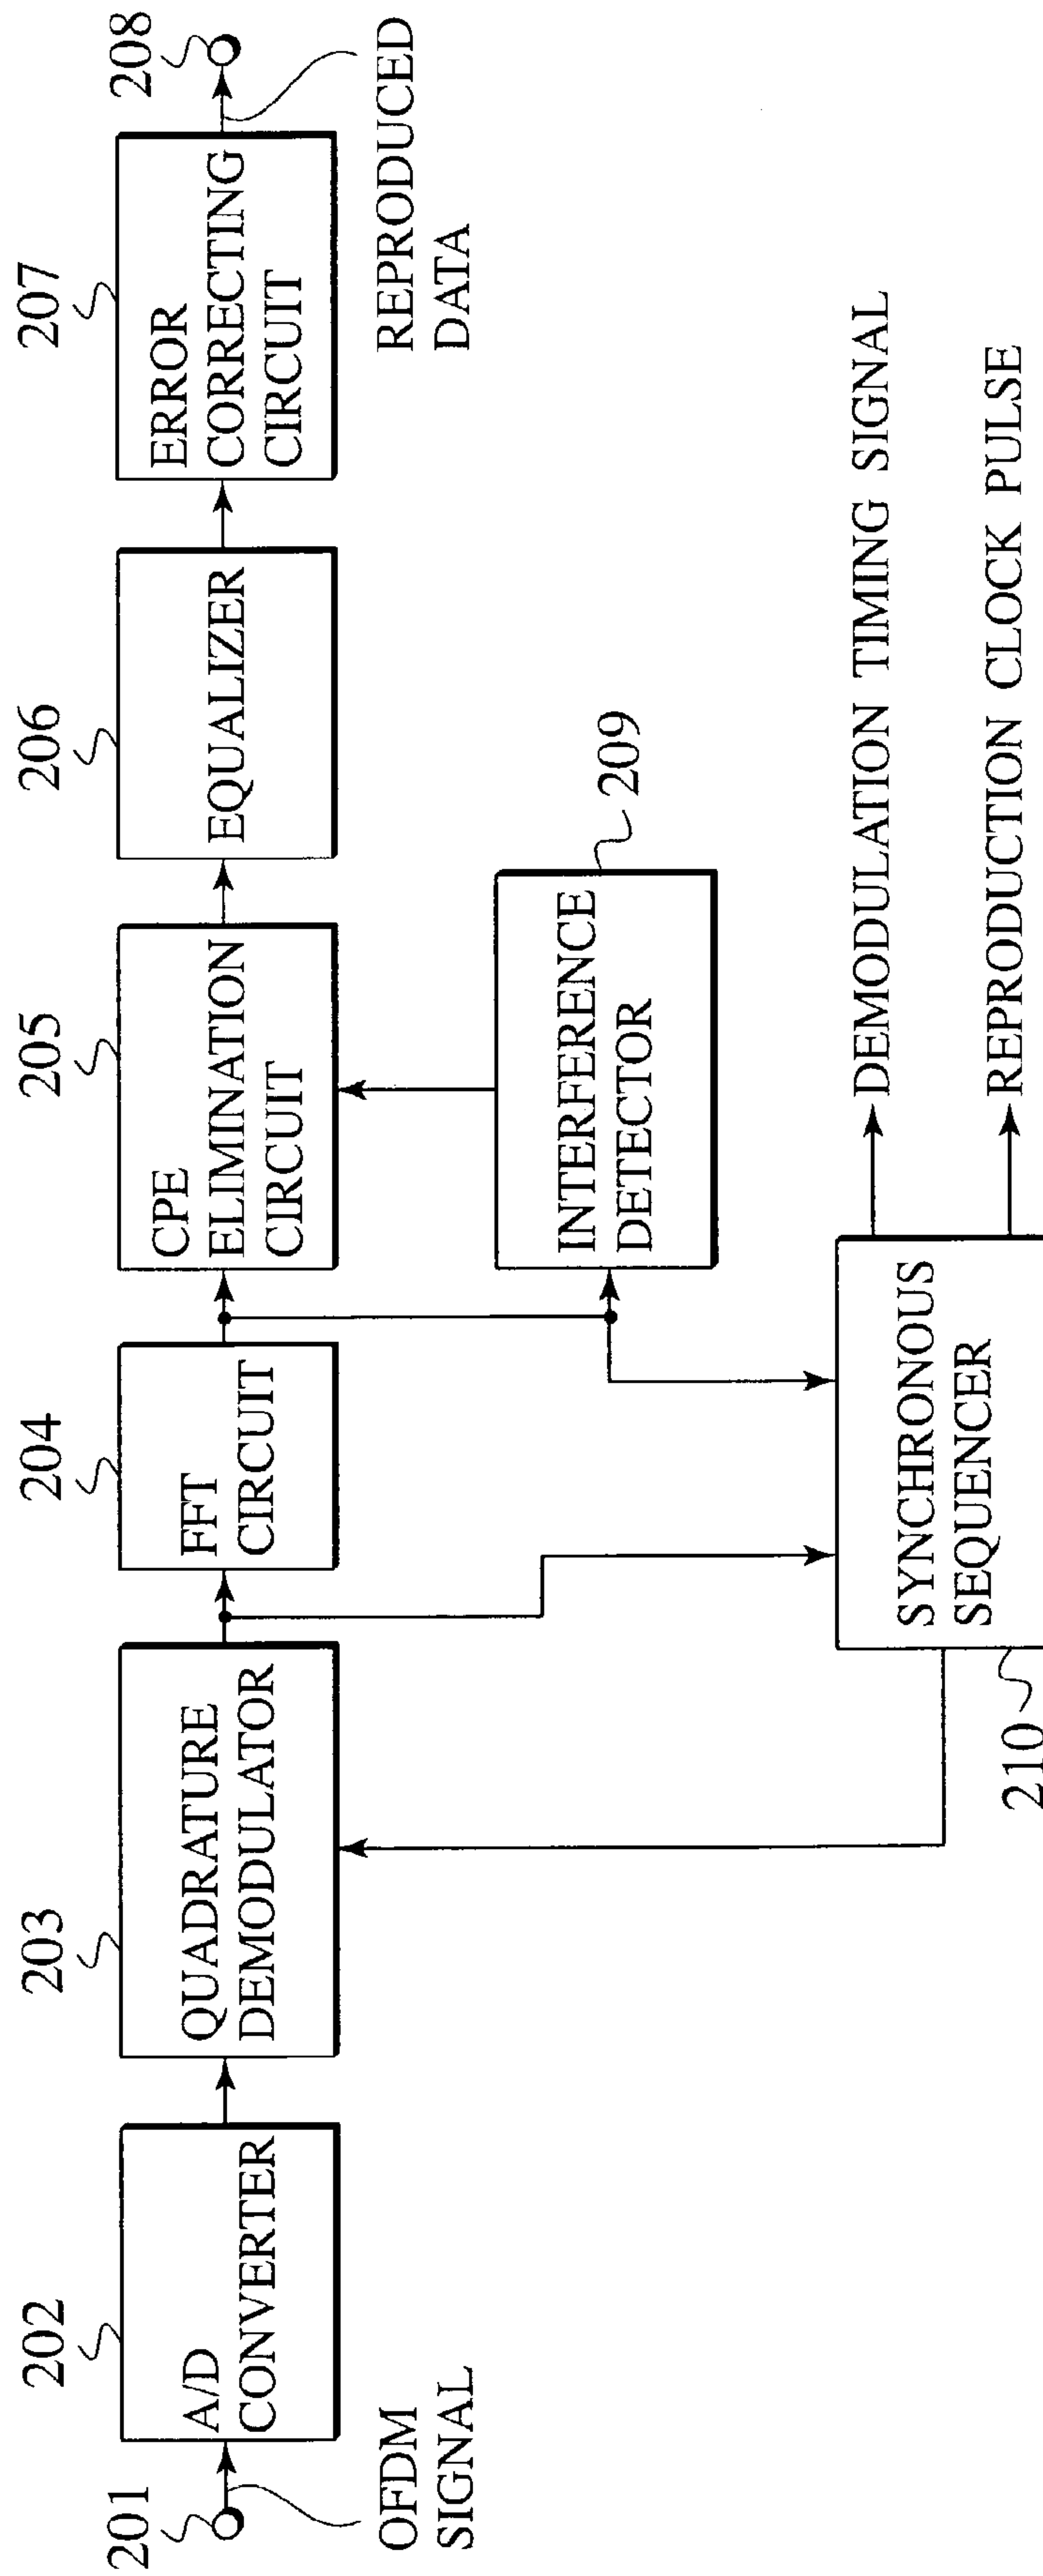 201
OFDM
SIGNAL
202
A/D
CONVERTER
203
QUADRATURE
DEMODULATOR
204
FFT
CIRCUIT
205
CPE
ELIMINATION
CIRCUIT
206
EQUALIZER
207
ERROR
CORRECTING
CIRCUIT
208
REPRODUCED
DATA
INTERFERENCE
DETECTOR
209
SYNCHRONOUS
SEQUENCER
210
DEMODULATION TIMING SIGNAL
REPRODUCTION CLOCK PULSE